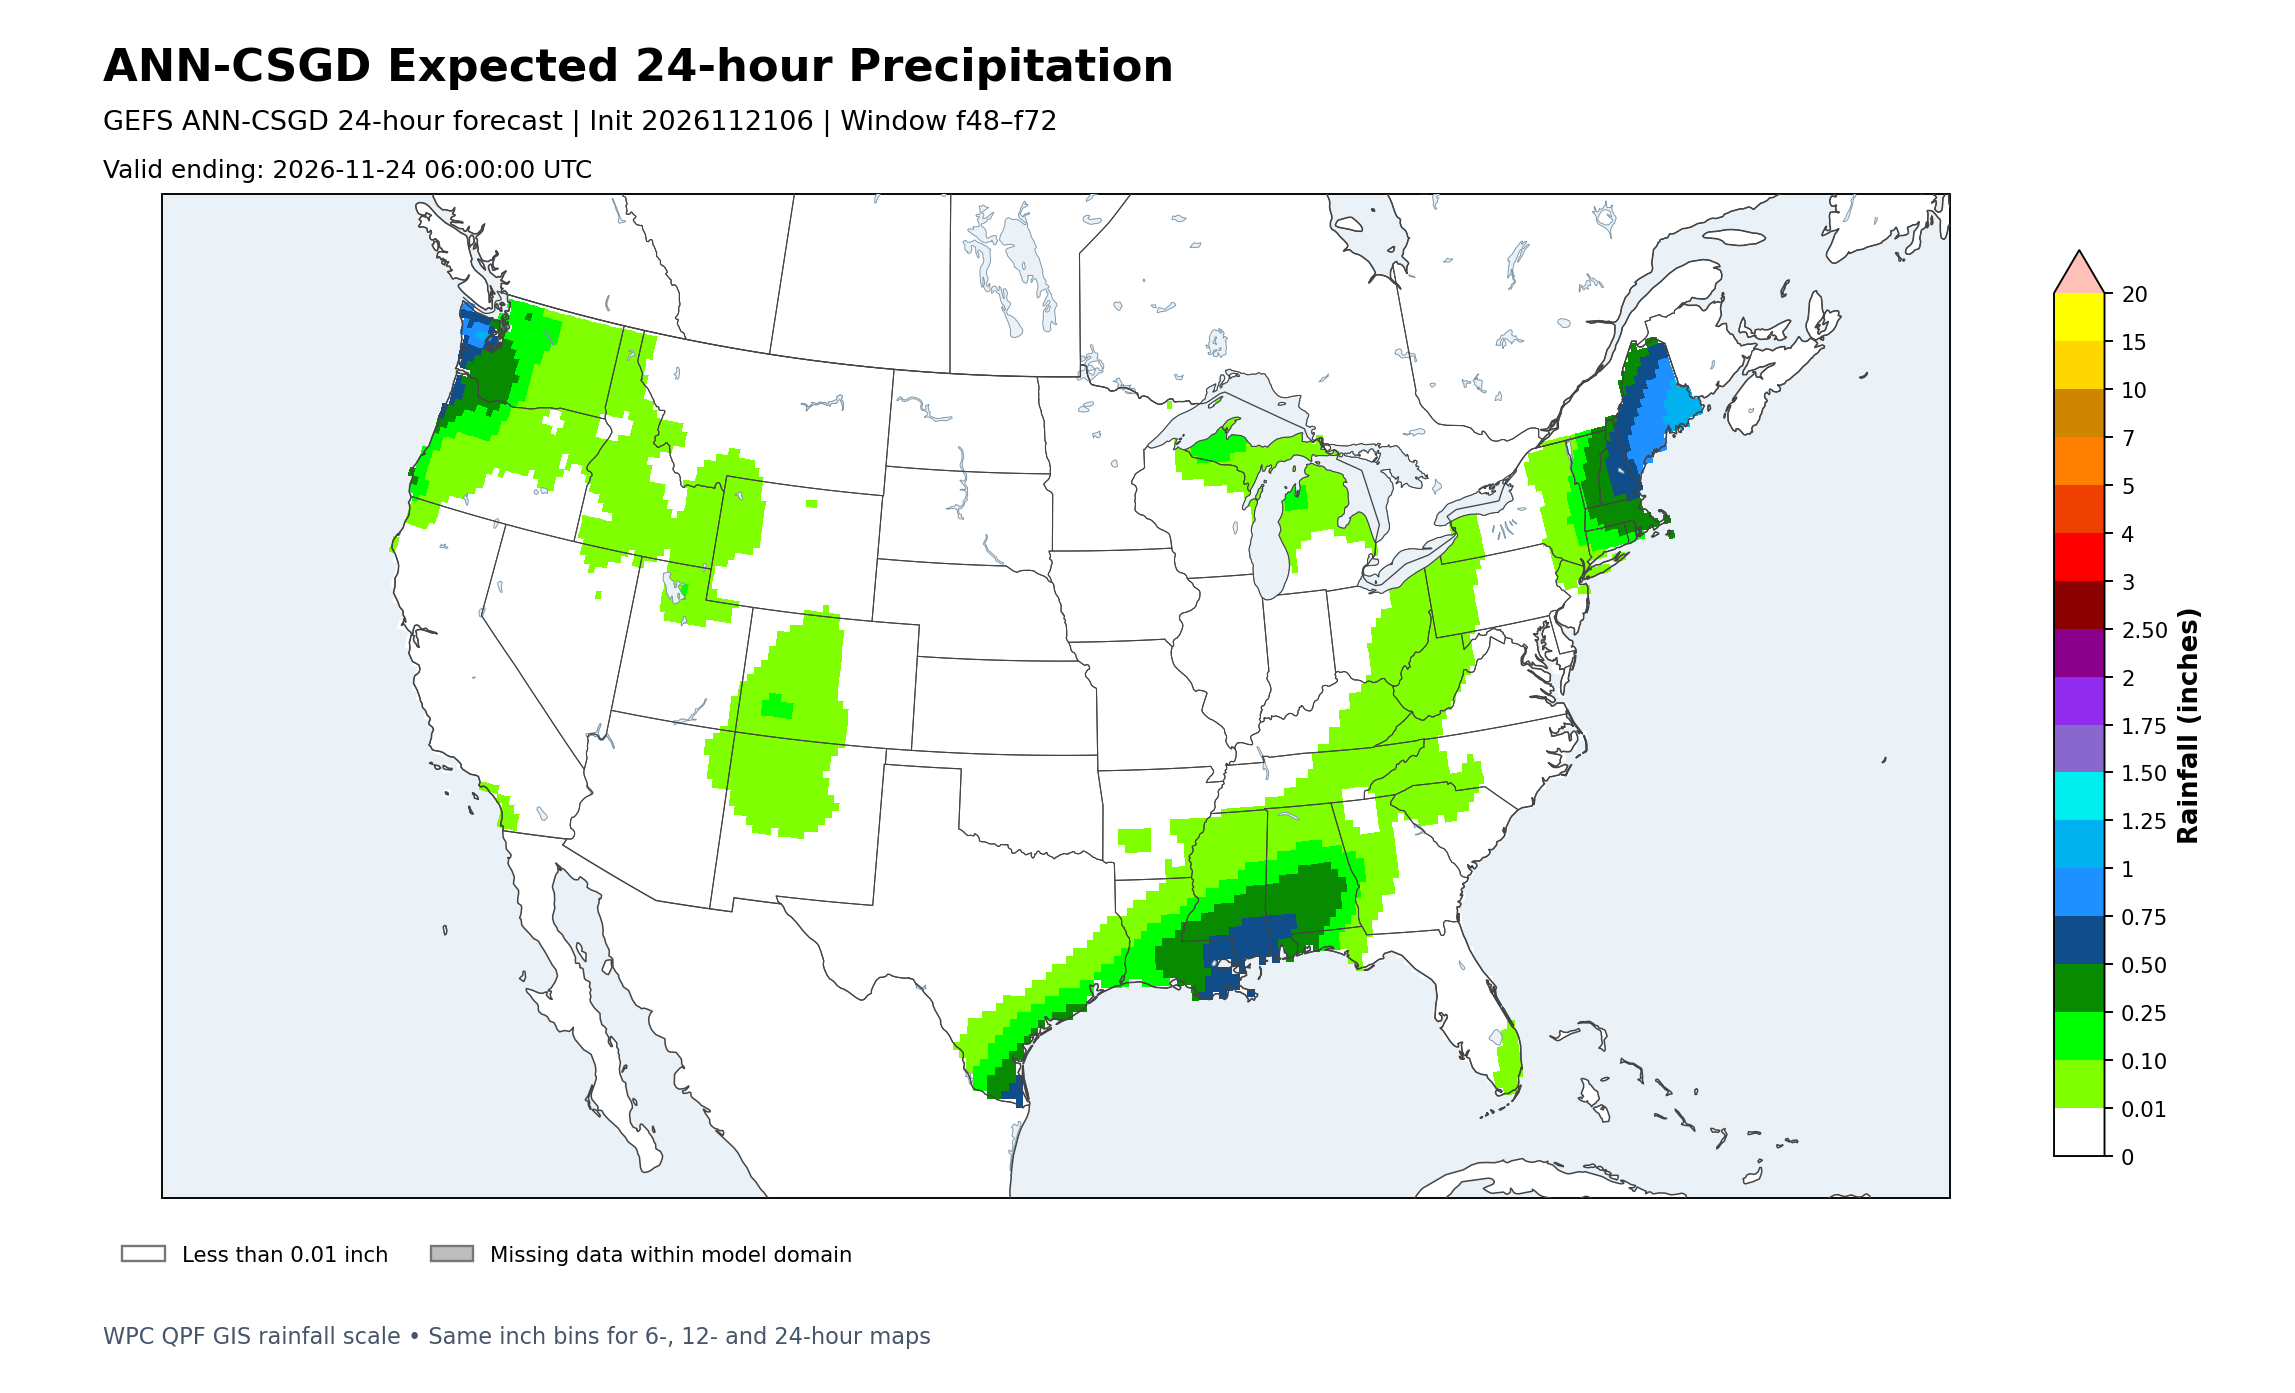 ANN-CSGD Expected 24-hour Precipitation
GEFS ANN-CSGD 24-hour forecast | Init 2026112106 | Window f48–f72
Valid ending: 2026-11-24 06:00:00 UTC
20
15
10
7
5
4
3
2.50
2
1.75
1.50
1.25
1
0.75
0.50
0.25
0.10
0.01
0
Rainfall (inches)
Less than 0.01 inch
Missing data within model domain
WPC QPF GIS rainfall scale • Same inch bins for 6-, 12- and 24-hour maps